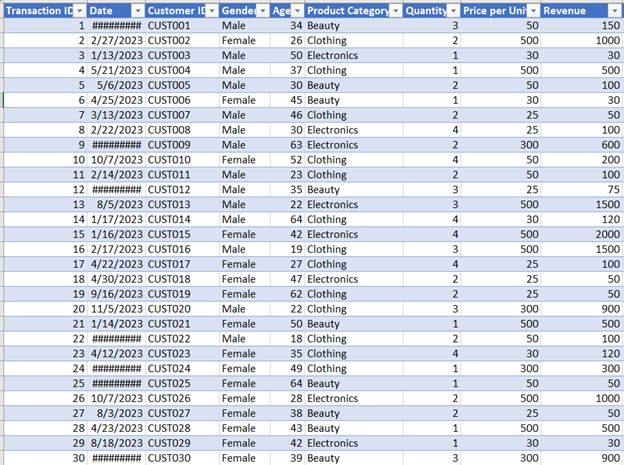 Transaction ID Date Customer ID Gender Age Product Category Quantity Price per Unit Revenue
1 ######### CUST001 Male 34 Beauty 3 50 150
2 2/27/2023 CUST002 Female 26 Clothing 2 500 1000
3 1/13/2023 CUST003 Male 50 Electronics 1 30 30
4 5/21/2023 CUST004 Male 37 Clothing 1 500 500
5 5/6/2023 CUST005 Male 30 Beauty 2 50 100
6 4/25/2023 CUST006 Female 45 Beauty 1 30 30
7 3/13/2023 CUST007 Male 46 Clothing 2 25 50
8 2/22/2023 CUST008 Male 30 Electronics 4 25 100
9 ######### CUST009 Male 63 Electronics 2 300 600
10 10/7/2023 CUST010 Female 52 Clothing 4 50 200
11 2/14/2023 CUST011 Male 23 Clothing 2 50 100
12 ######### CUST012 Male 35 Beauty 3 25 75
13 8/5/2023 CUST013 Male 22 Electronics 3 500 1500
14 1/17/2023 CUST014 Male 64 Clothing 4 30 120
15 1/16/2023 CUST015 Female 42 Electronics 4 500 2000
16 2/17/2023 CUST016 Male 19 Clothing 3 500 1500
17 4/22/2023 CUST017 Female 27 Clothing 4 25 100
18 4/30/2023 CUST018 Female 47 Electronics 2 25 50
19 9/16/2023 CUST019 Female 62 Clothing 2 25 50
20 11/5/2023 CUST020 Male 22 Clothing 3 300 900
21 1/14/2023 CUST021 Female 50 Beauty 1 500 500
22 ######### CUST022 Male 18 Clothing 2 50 100
23 4/12/2023 CUST023 Female 35 Clothing 4 30 120
24 ######### CUST024 Female 49 Clothing 1 300 300
25 ######### CUST025 Female 64 Beauty 1 50 50
26 10/7/2023 CUST026 Female 28 Electronics 2 500 1000
27 8/3/2023 CUST027 Female 38 Beauty 2 25 50
28 4/23/2023 CUST028 Female 43 Beauty 1 500 500
29 8/18/2023 CUST029 Female 42 Electronics 1 30 30
30 ######### CUST030 Female 39 Beauty 3 300 900